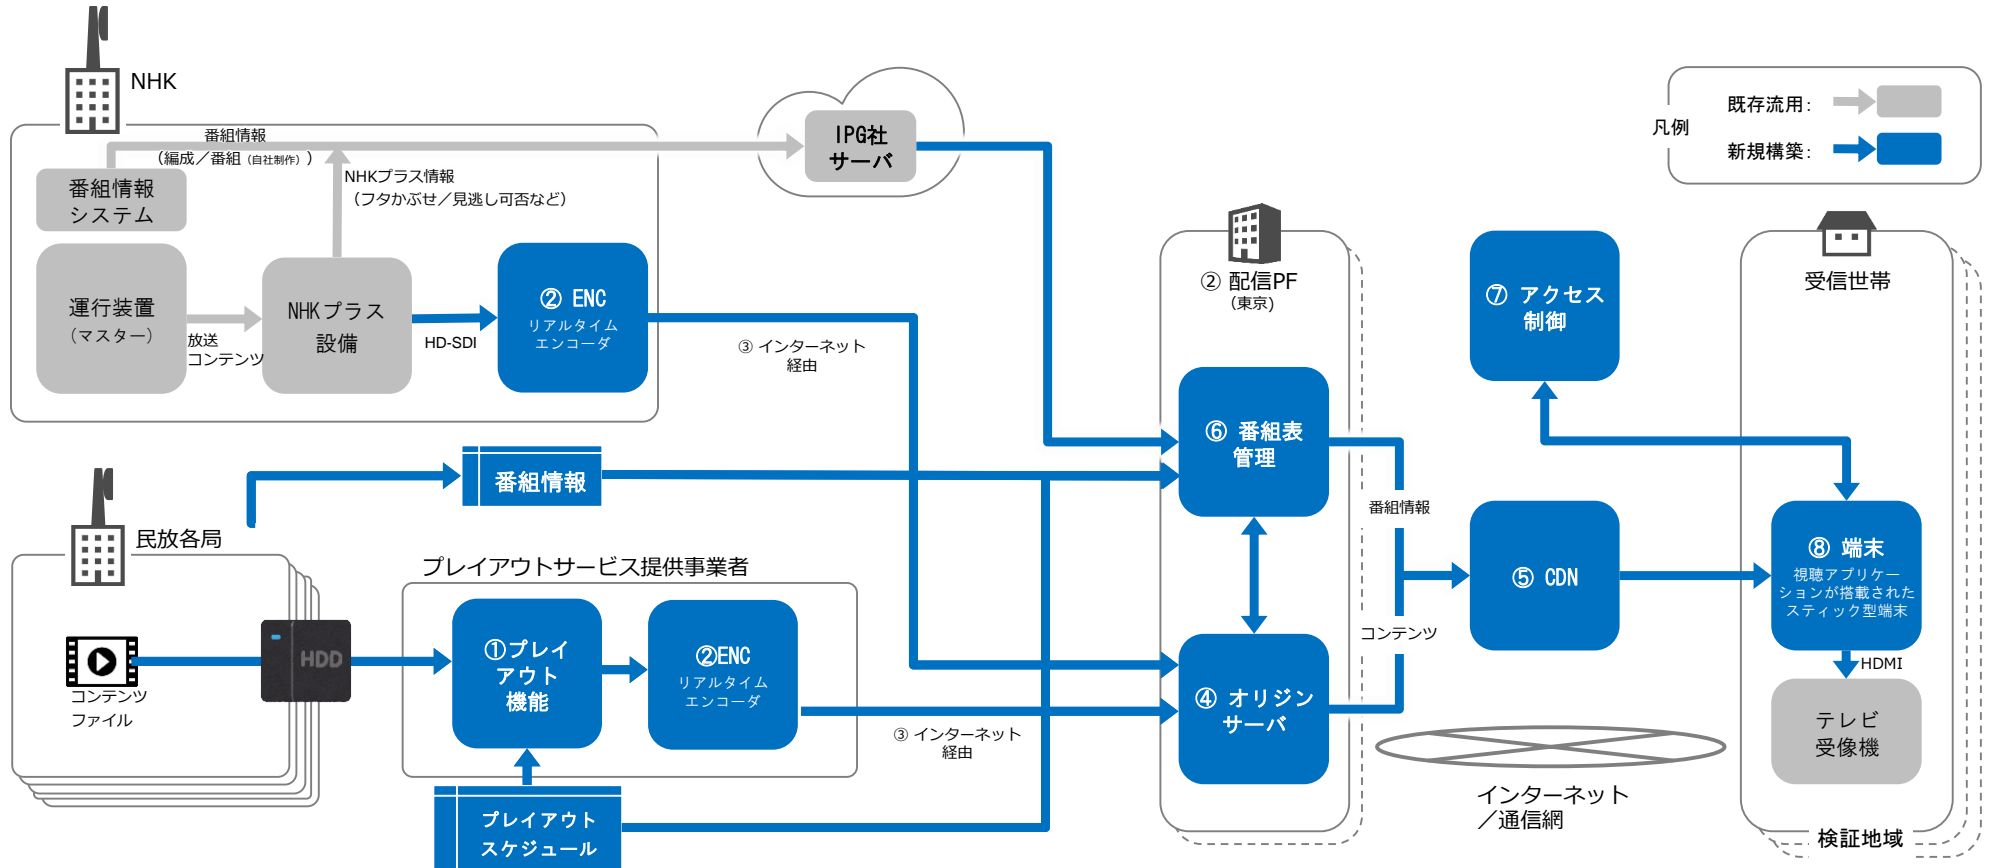 NHK
番組情報
（編成／番組（自社制作））
番組情報
システム
NHKプラス情報
（フタかぶせ／見逃し可否など）
運行装置
（マスター）
放送
コンテンツ
NHKプラス
設備
HD-SDI
② ENC
リアルタイム
エンコーダ
③ インターネット
経由
IPG社
サーバ
凡例
既存流用：
新規構築：
② 配信PF
（東京）
⑥ 番組表
管理
④ オリジン
サーバ
番組情報
コンテンツ
⑦ アクセス
制御
⑤ CDN
インターネット
／通信網
受信世帯
⑧ 端末
視聴アプリケー
ションが搭載された
スティック型端末
HDMI
テレビ
受像機
検証地域
民放各局
番組情報
コンテンツ
ファイル
HDD
プレイアウトサービス提供事業者
①プレイ
アウト
機能
②ENC
リアルタイム
エンコーダ
③ インターネット
経由
プレイアウト
スケジュール